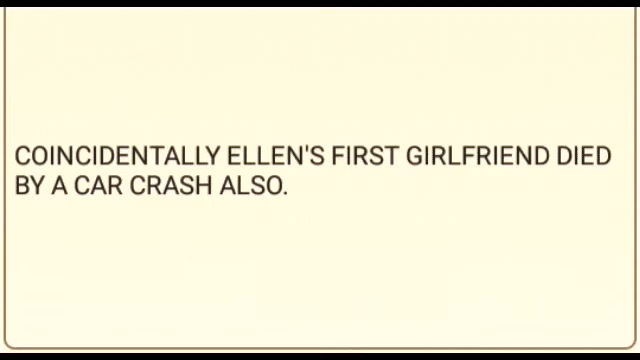 COINCIDENTALLY ELLEN'S FIRST GIRLFRIEND DIED
BY A CAR CRASH ALSO.